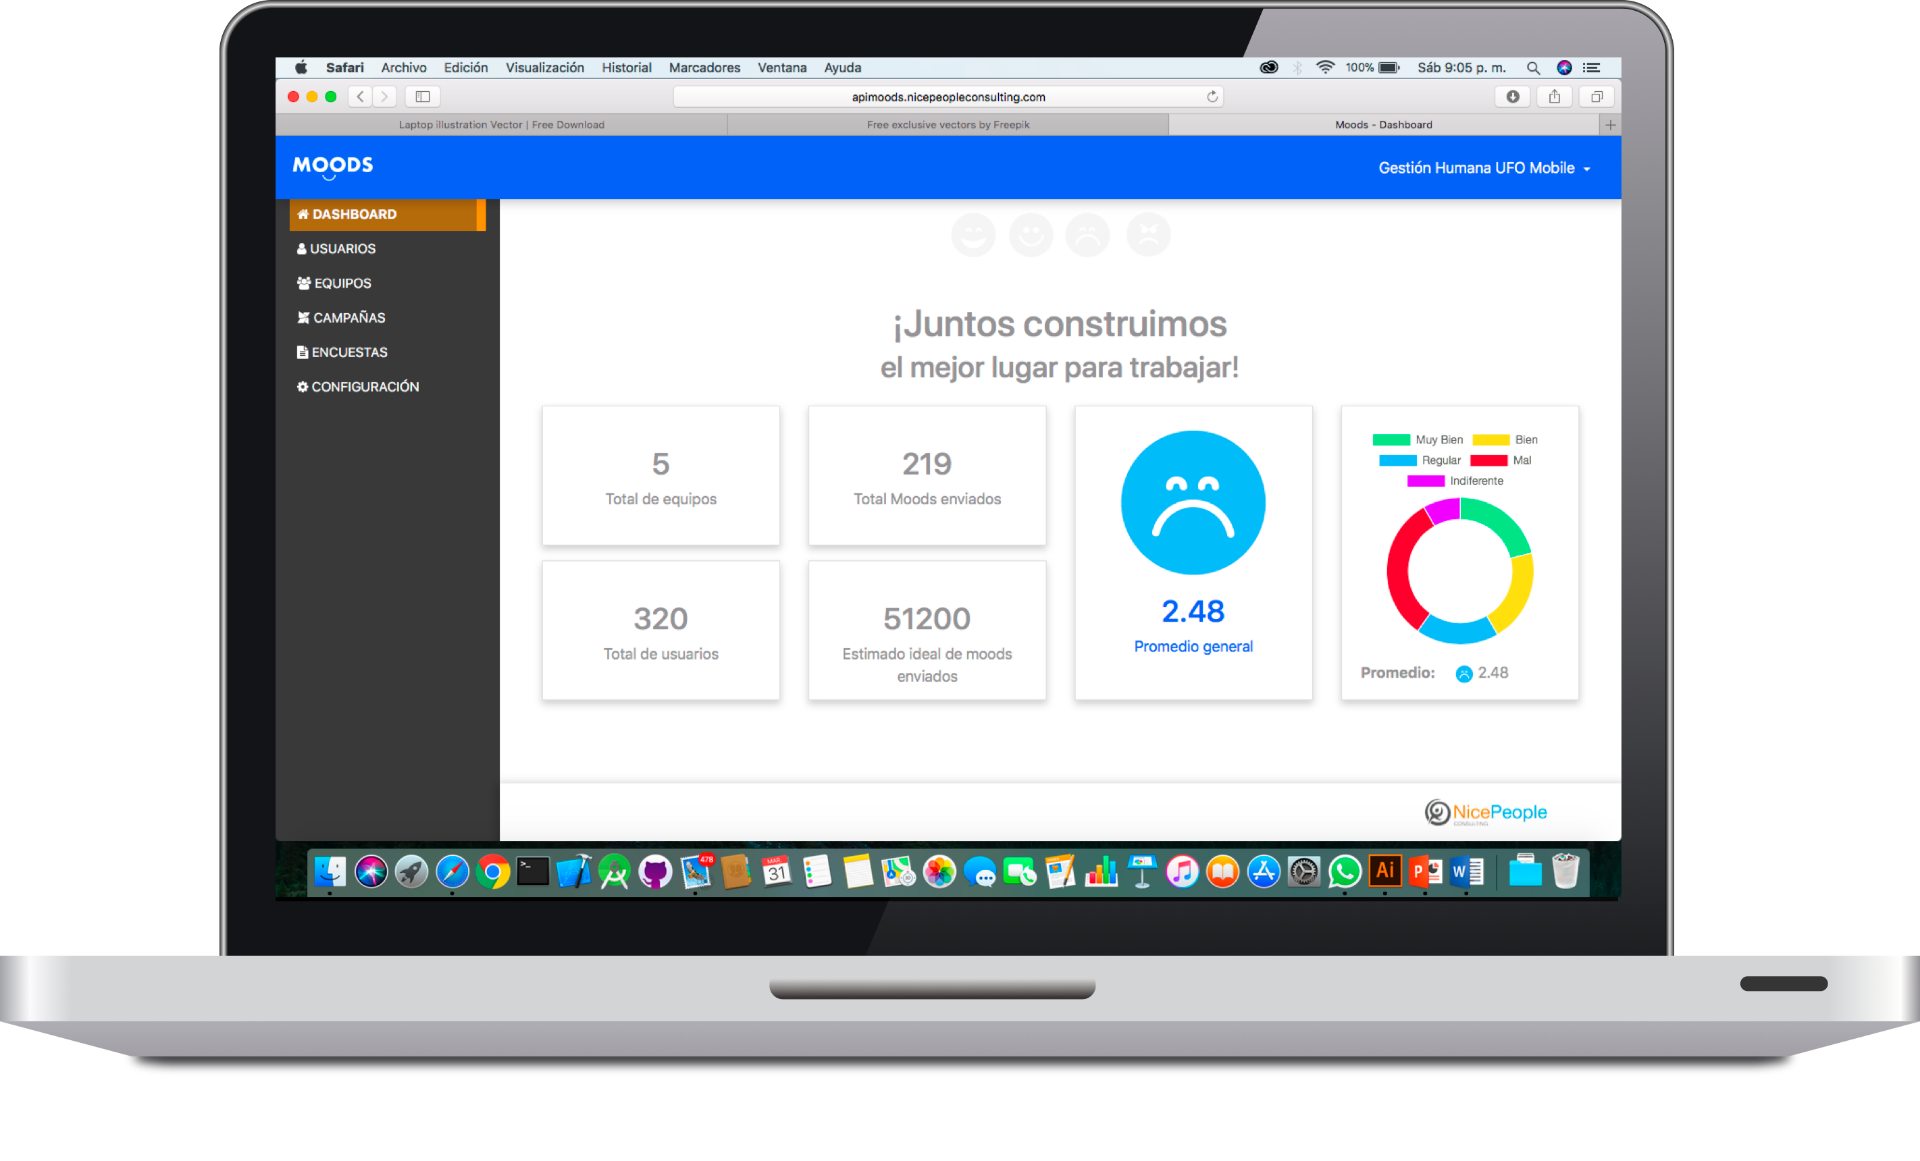 Safari Archivo Edición Visualización Historial Marcadores Ventana Ayuda 100% Sáb 9:05 p. m.
apimoods.nicepeopleconsulting.com
Laptop illustration Vector | Free Download Free exclusive vectors by Freepik Moods - Dashboard
MOODS Gestión Humana UFO Mobile
DASHBOARD
USUARIOS
EQUIPOS
CAMPAÑAS
ENCUESTAS
CONFIGURACIÓN
¡Juntos construimos
el mejor lugar para trabajar!
5
Total de equipos
219
Total Moods enviados
320
Total de usuarios
51200
Estimado ideal de moods
enviados
2.48
Promedio general
Muy Bien Bien
Regular Mal
Indiferente
Promedio: 2.48
NicePeople
CONSULTING
478
MAR
31
Ai
P
W